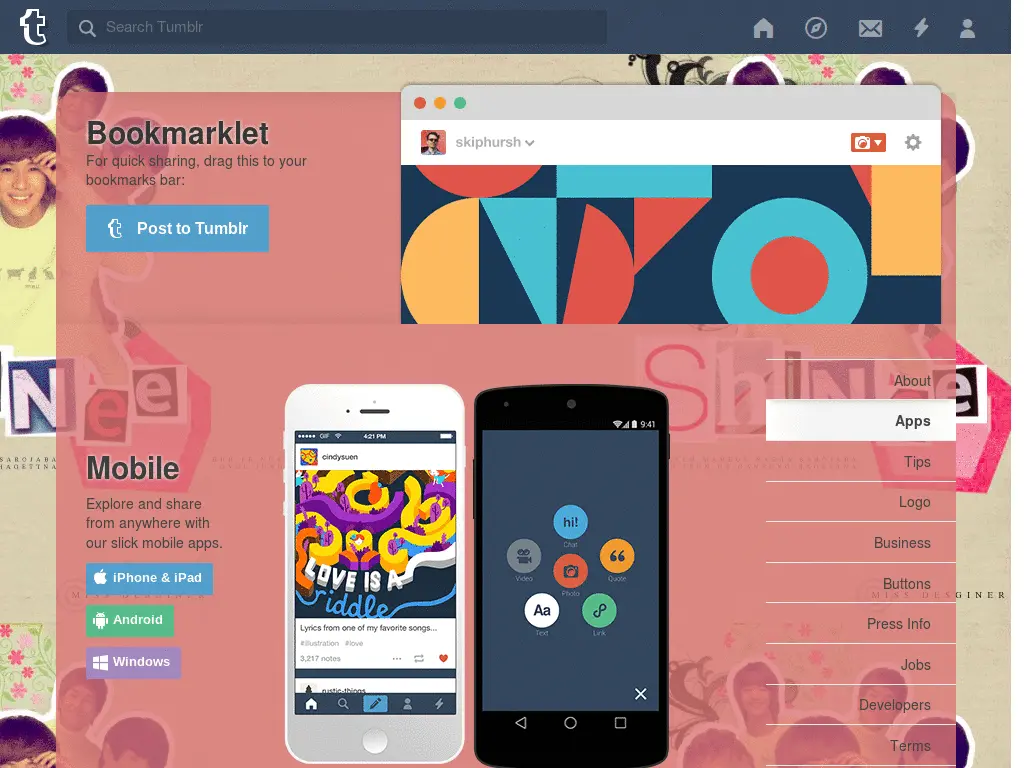 t
Search Tumblr
Bookmarklet
For quick sharing, drag this to your
bookmarks bar:
t Post to Tumblr
skiphursh
Nee
Shinee
MISS DESGINER
About
Apps
Tips
Logo
Business
Buttons
Press Info
Jobs
Developers
Terms
Mobile
Explore and share
from anywhere with
our slick mobile apps.
iPhone & iPad
Android
Windows
GIF 4:21 PM
cindysuen
LOVE IS A
riddle
Lyrics from one of my favorite songs...
#illustration #love
3,217 notes
rustic-things
9:41
hi!
Chat
Video
Quote
Photo
Aa
Text
Link